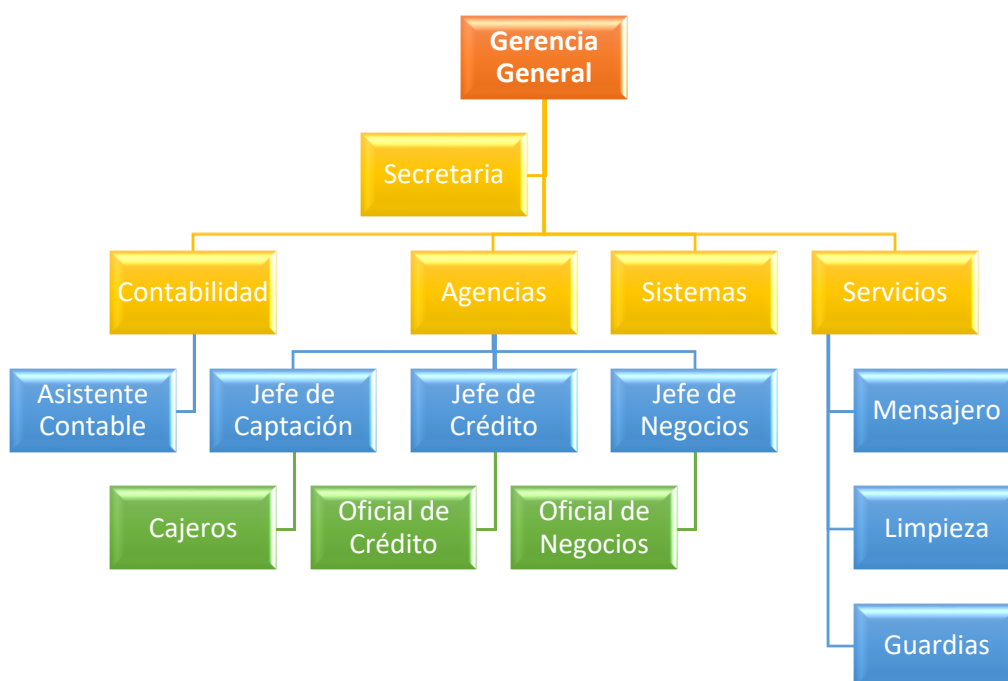 Gerencia
General
Secretaria
Contabilidad
Agencias
Sistemas
Servicios
Asistente
Contable
Jefe de
Captación
Jefe de
Crédito
Jefe de
Negocios
Mensajero
Cajeros
Oficial de
Crédito
Oficial de
Negocios
Limpieza
Guardias